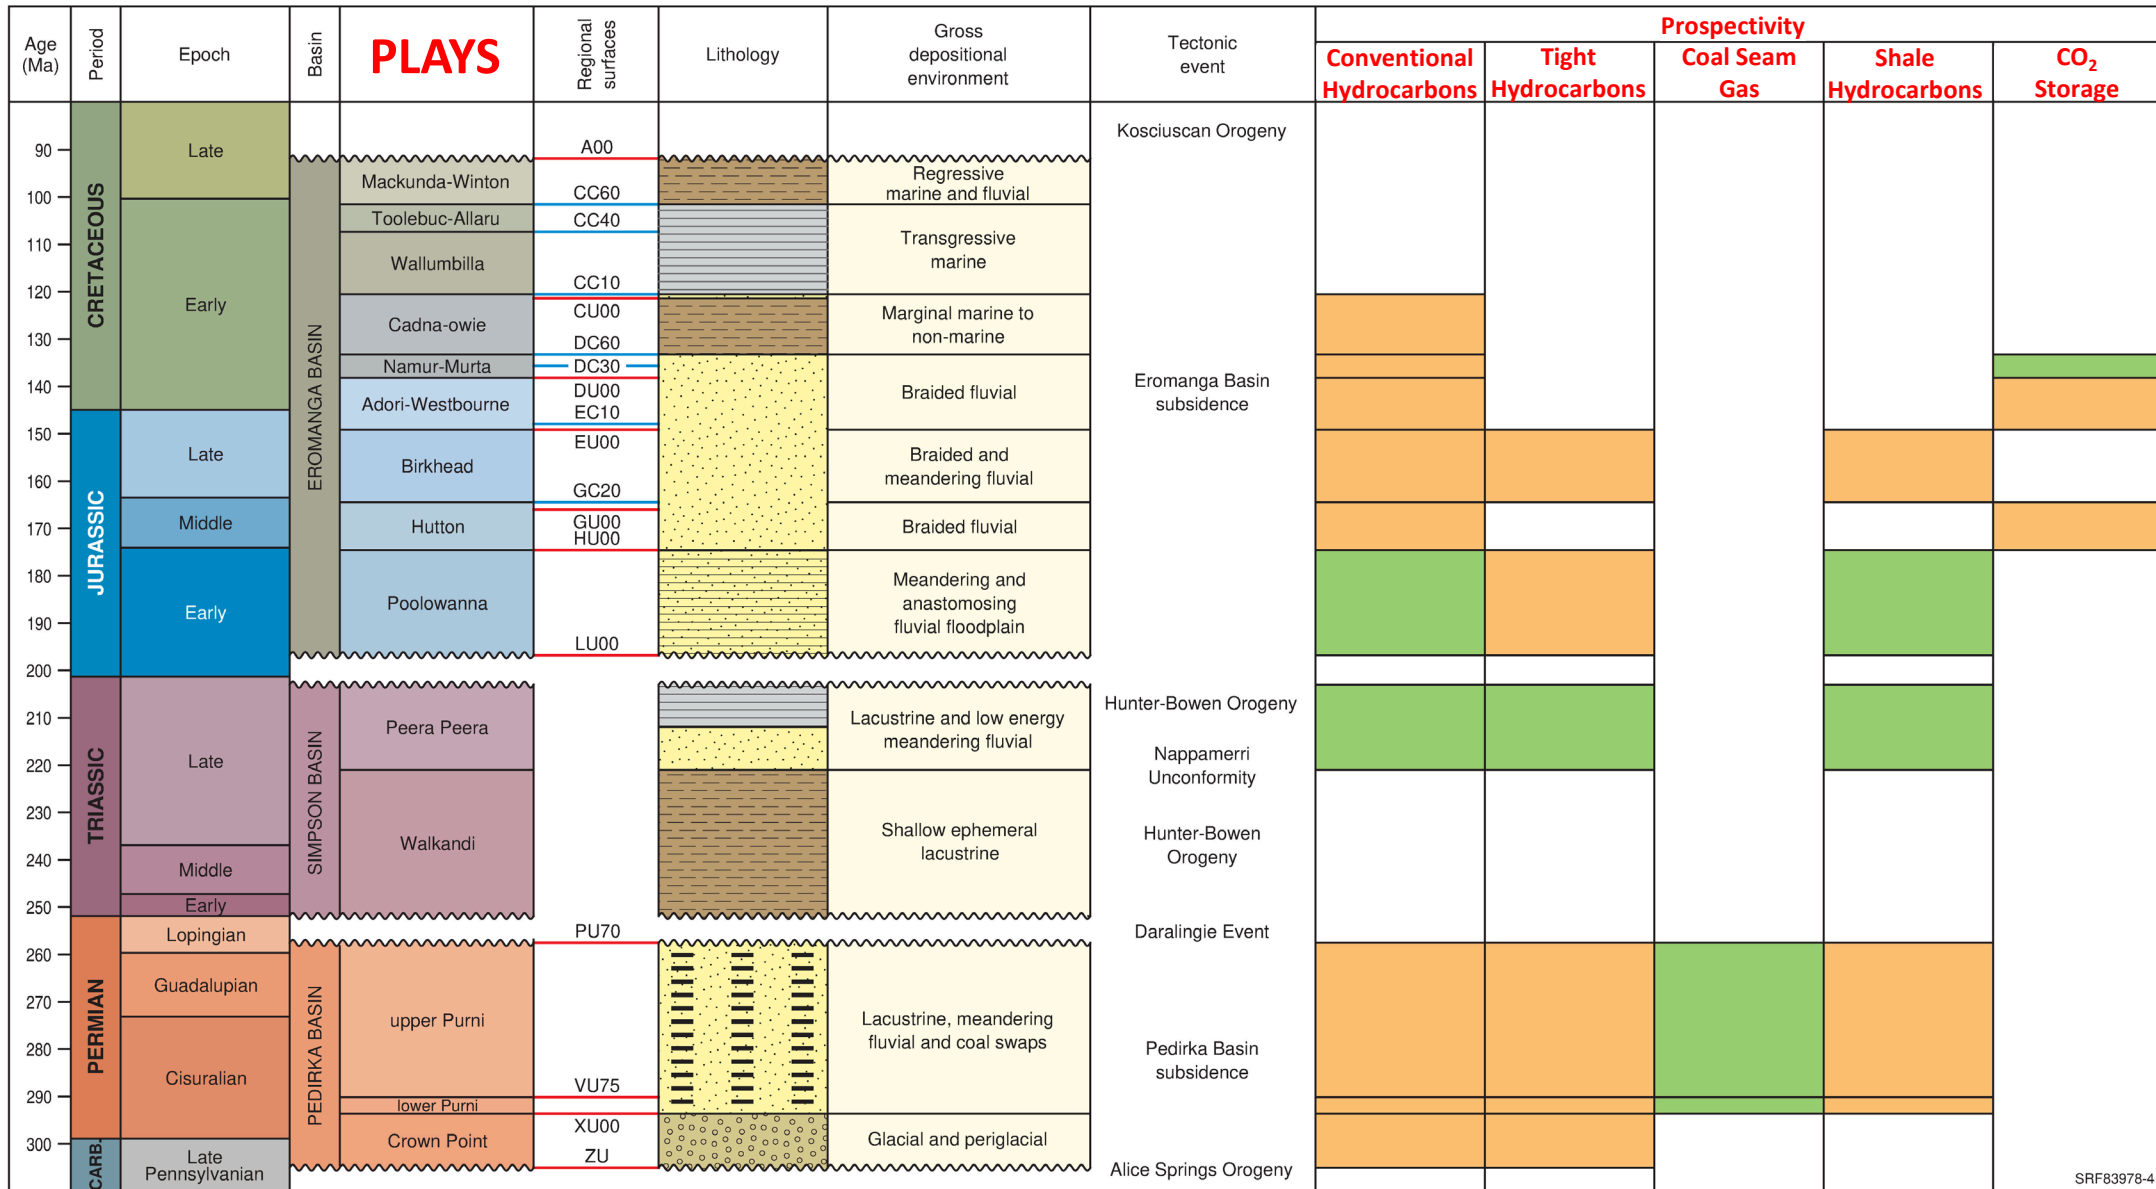 Age
(Ma)
Period
Epoch
Basin
PLAYS
Regional
surfaces
Lithology
Gross
depositional
environment
Tectonic
event
Prospectivity
Conventional
Hydrocarbons
Tight
Hydrocarbons
Coal Seam
Gas
Shale
Hydrocarbons
CO2
Storage
90
100
110
120
130
140
150
160
170
180
190
200
210
220
230
240
250
260
270
280
290
300
CRETACEOUS
JURASSIC
TRIASSIC
PERMIAN
CARB.
Late
Early
Late
Middle
Early
Late
Middle
Early
Lopingian
Guadalupian
Cisuralian
Late
Pennsylvanian
EROMANGA BASIN
SIMPSON BASIN
PEDIRKA BASIN
Mackunda-Winton
Toolebuc-Allaru
Wallumbilla
Cadna-owie
Namur-Murta
Adori-Westbourne
Birkhead
Hutton
Poolowanna
Peera Peera
Walkandi
upper Purni
lower Purni
Crown Point
A00
CC60
CC40
CC10
CU00
DC60
DC30
DU00
EC10
EU00
GC20
GU00
HU00
LU00
PU70
VU75
XU00
ZU
Regressive
marine and fluvial
Transgressive
marine
Marginal marine to
non-marine
Braided fluvial
Braided and
meandering fluvial
Braided fluvial
Meandering and
anastomosing
fluvial floodplain
Lacustrine and low energy
meandering fluvial
Shallow ephemeral
lacustrine
Lacustrine, meandering
fluvial and coal swaps
Glacial and periglacial
Kosciuscan Orogeny
Eromanga Basin
subsidence
Hunter-Bowen Orogeny
Nappamerri
Unconformity
Hunter-Bowen
Orogeny
Daralingie Event
Pedirka Basin
subsidence
Alice Springs Orogeny
SRF83978-4